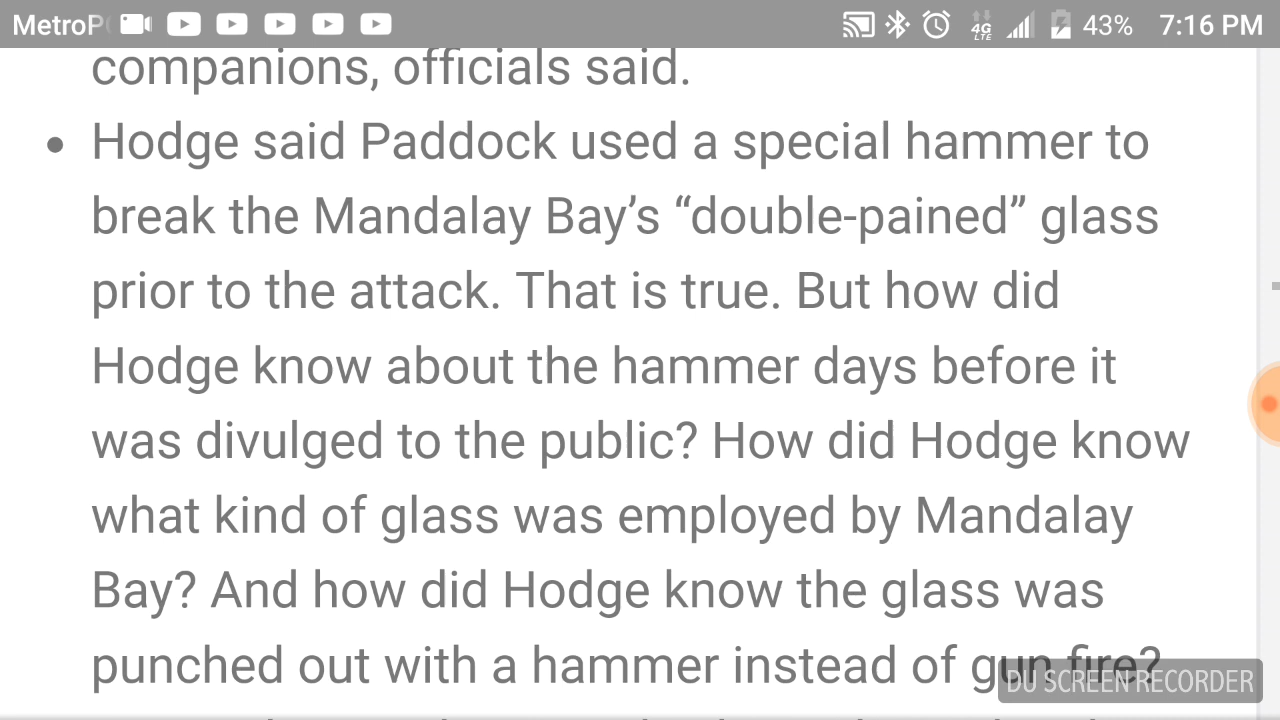 MetroP 4G LTE 43% 7:16 PM
companions, officials said.
• Hodge said Paddock used a special hammer to
break the Mandalay Bay’s “double-pained” glass
prior to the attack. That is true. But how did
Hodge know about the hammer days before it
was divulged to the public? How did Hodge know
what kind of glass was employed by Mandalay
Bay? And how did Hodge know the glass was
punched out with a hammer instead of gun fire?
DU SCREEN RECORDER